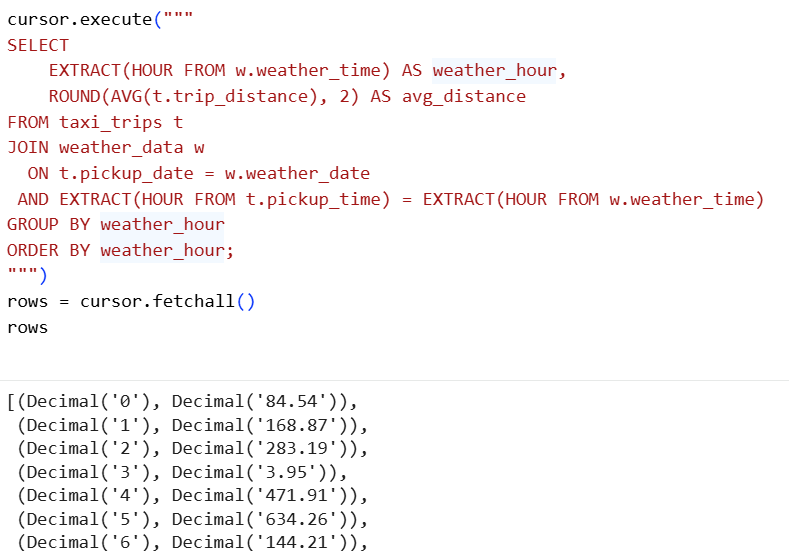 cursor.execute("""
SELECT
    EXTRACT(HOUR FROM w.weather_time) AS weather_hour,
    ROUND(AVG(t.trip_distance), 2) AS avg_distance
FROM taxi_trips t
JOIN weather_data w
  ON t.pickup_date = w.weather_date
 AND EXTRACT(HOUR FROM t.pickup_time) = EXTRACT(HOUR FROM w.weather_time)
GROUP BY weather_hour
ORDER BY weather_hour;
""")
rows = cursor.fetchall()
rows
[(Decimal('0'), Decimal('84.54')),
 (Decimal('1'), Decimal('168.87')),
 (Decimal('2'), Decimal('283.19')),
 (Decimal('3'), Decimal('3.95')),
 (Decimal('4'), Decimal('471.91')),
 (Decimal('5'), Decimal('634.26')),
 (Decimal('6'), Decimal('144.21')),